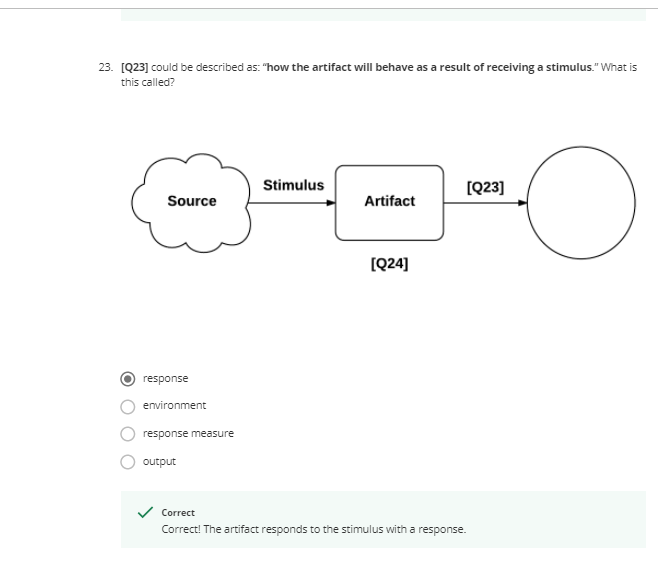 23. [Q23] could be described as: "how the artifact will behave as a result of receiving a stimulus." What is
this called?
Source
Stimulus
Artifact
[Q23]
[Q24]
response
environment
response measure
output
Correct
Correct! The artifact responds to the stimulus with a response.